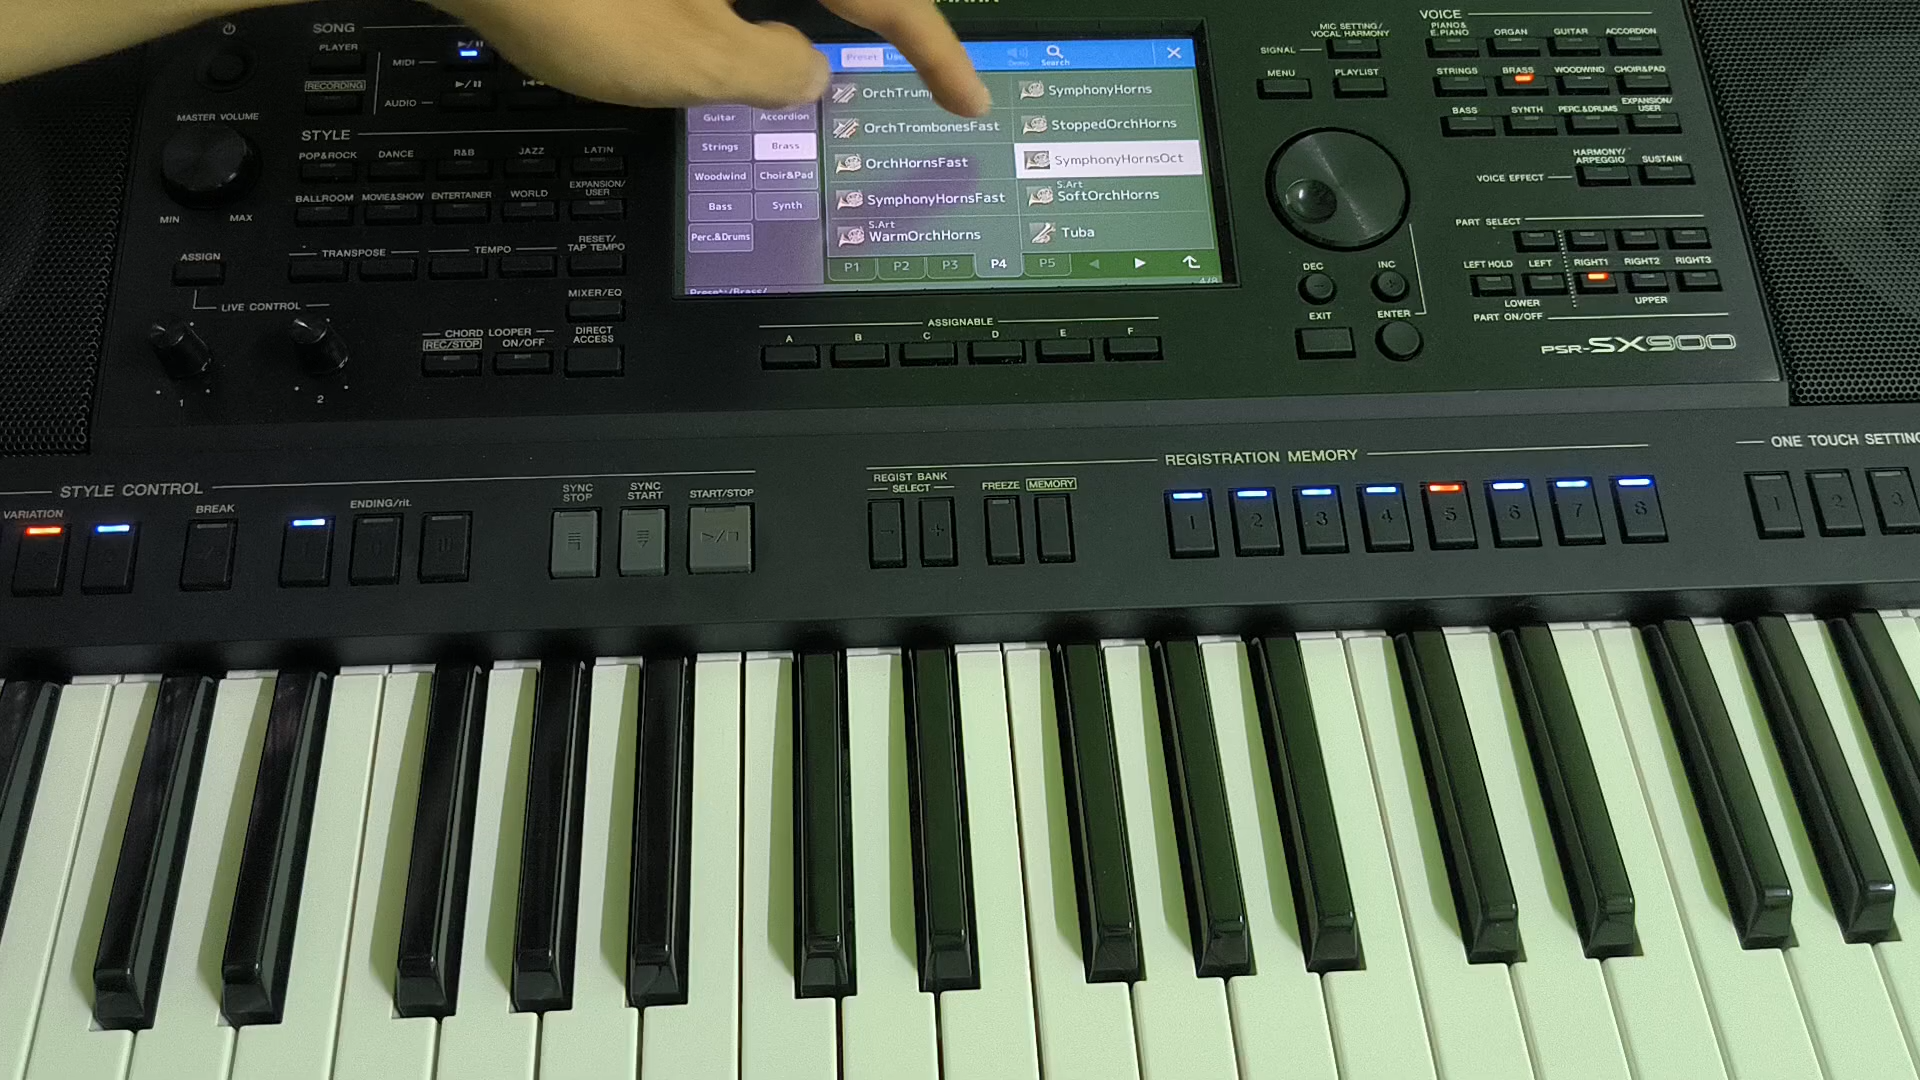 SONG
PLAYER
RECORDING
MIDI
AUDIO
MASTER VOLUME
MIN
MAX
STYLE
POP&ROCK
DANCE
R&B
JAZZ
LATIN
BALLROOM
MOVIE&SHOW
ENTERTAINER
WORLD
EXPANSION/
USER
ASSIGN
TRANSPOSE
TEMPO
RESET/
TAP TEMPO
LIVE CONTROL
1
2
MIXER/EQ
CHORD LOOPER
REC/STOP
ON/OFF
DIRECT
ACCESS
Preset
Search
Guitar
Accordion
Strings
Brass
Woodwind
Choir&Pad
Bass
Synth
Perc.&Drums
SymphonyHorns
OrchTrombonesFast
StoppedOrchHorns
OrchHornsFast
SymphonyHornsOct
SymphonyHornsFast
S.Art
SoftOrchHorns
S.Art
WarmOrchHorns
Tuba
P1
P2
P3
P4
P5
ASSIGNABLE
A
B
C
D
E
F
MIC SETTING/
VOCAL HARMONY
SIGNAL
MENU
PLAYLIST
DEC
INC
EXIT
ENTER
VOICE
PIANO&
E.PIANO
ORGAN
GUITAR
ACCORDION
STRINGS
BRASS
WOODWIND
CHOIR&PAD
BASS
SYNTH
PERC.&DRUMS
EXPANSION/
USER
VOICE EFFECT
HARMONY/
ARPEGGIO
SUSTAIN
PART SELECT
LEFT HOLD
LEFT
RIGHT1
RIGHT2
RIGHT3
LOWER
UPPER
PART ON/OFF
PSR-SX900
STYLE CONTROL
VARIATION
BREAK
ENDING/rit.
SYNC
STOP
SYNC
START
START/STOP
REGIST BANK
SELECT
FREEZE
MEMORY
REGISTRATION MEMORY
1
2
3
4
5
6
7
8
ONE TOUCH SETTING
1
2
3